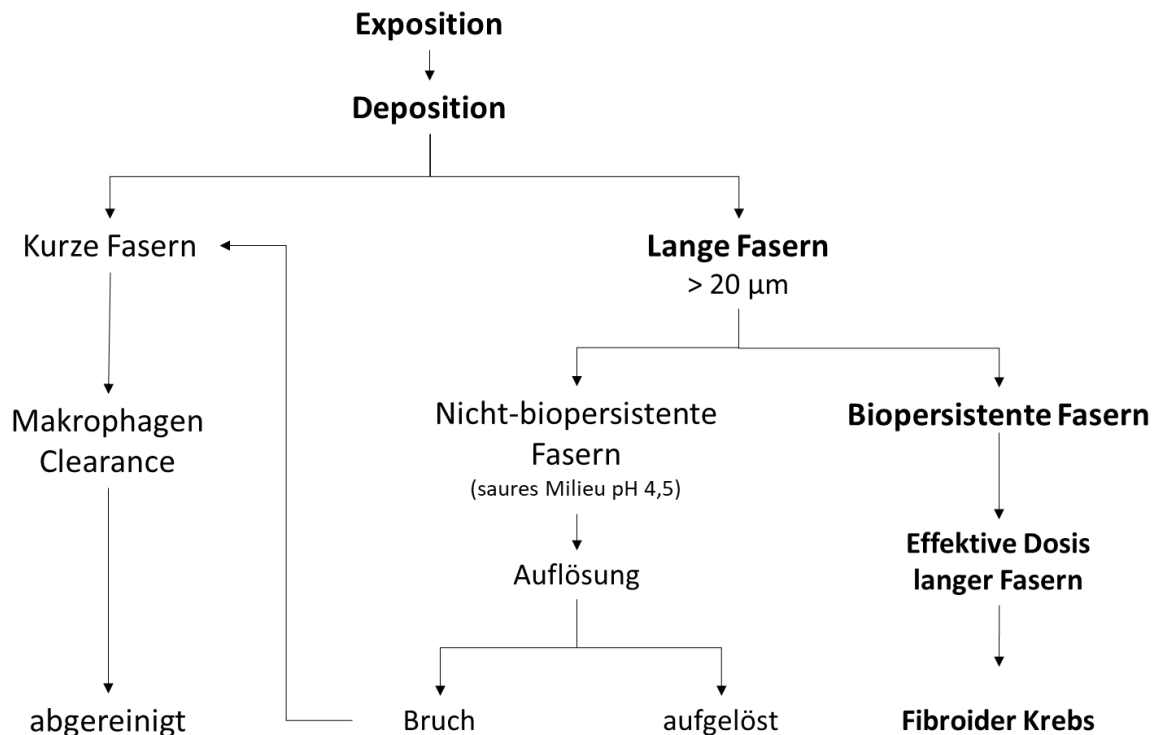 Exposition
Deposition
Kurze Fasern
Lange Fasern
> 20 µm
Makrophagen
Clearance
Nicht-biopersistente
Fasern
(saures Milieu pH 4,5)
Biopersistente Fasern
Auflösung
Effektive Dosis
langer Fasern
abgereinigt
Bruch
aufgelöst
Fibroider Krebs